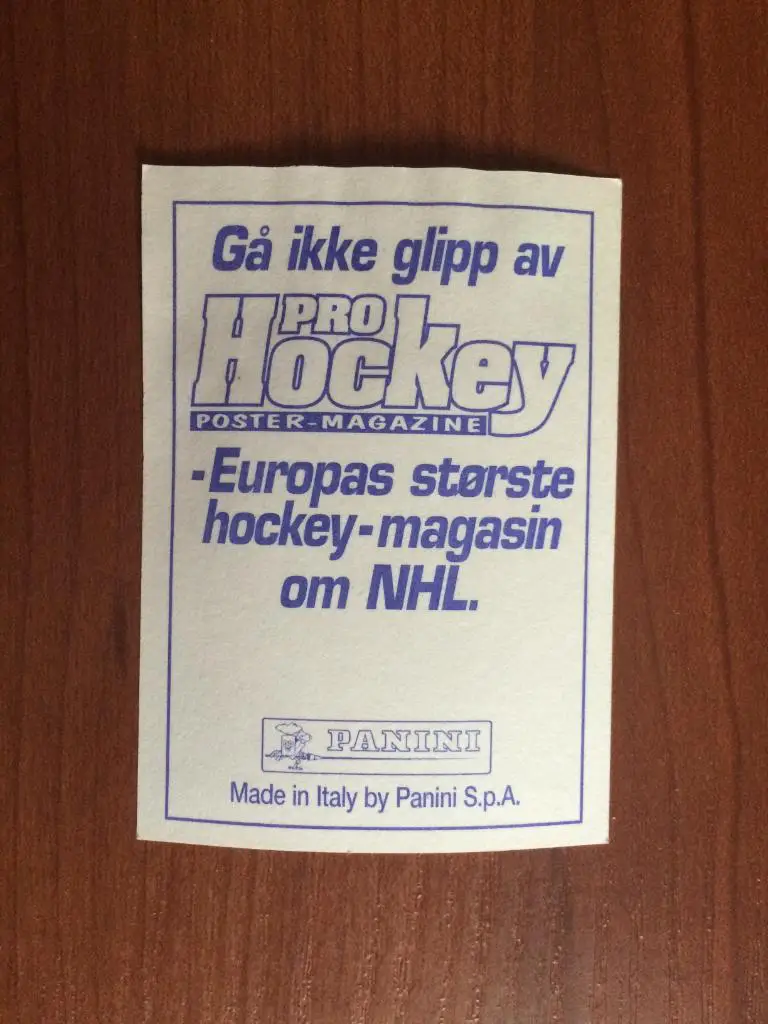 Gå ikke glipp av
PRO
Hockey
POSTER-MAGAZINE
-Europas største
hockey-magasin
om NHL.
PANINI
Made in Italy by Panini S.p.A.